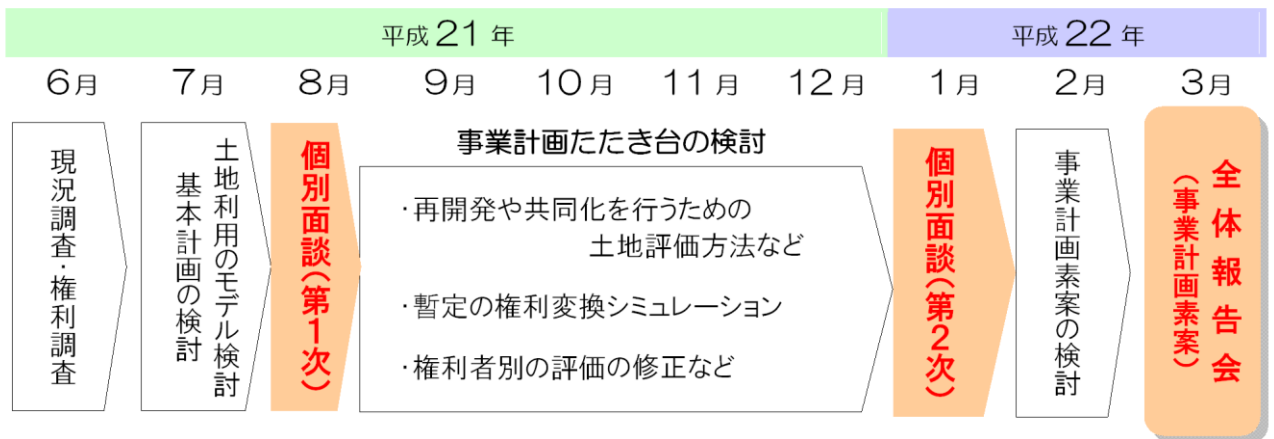 平成21年
平成22年
6月
7月
8月
9月
10月
11月
12月
1月
2月
3月
現況調査・権利調査
土地利用のモデル検討
基本計画の検討
個別面談(第1次)
事業計画たたき台の検討
・再開発や共同化を行うための
土地評価方法など
・暫定の権利変換シミュレーション
・権利者別の評価の修正など
個別面談(第2次)
事業計画素案の検討
全体報告会
(事業計画素案)